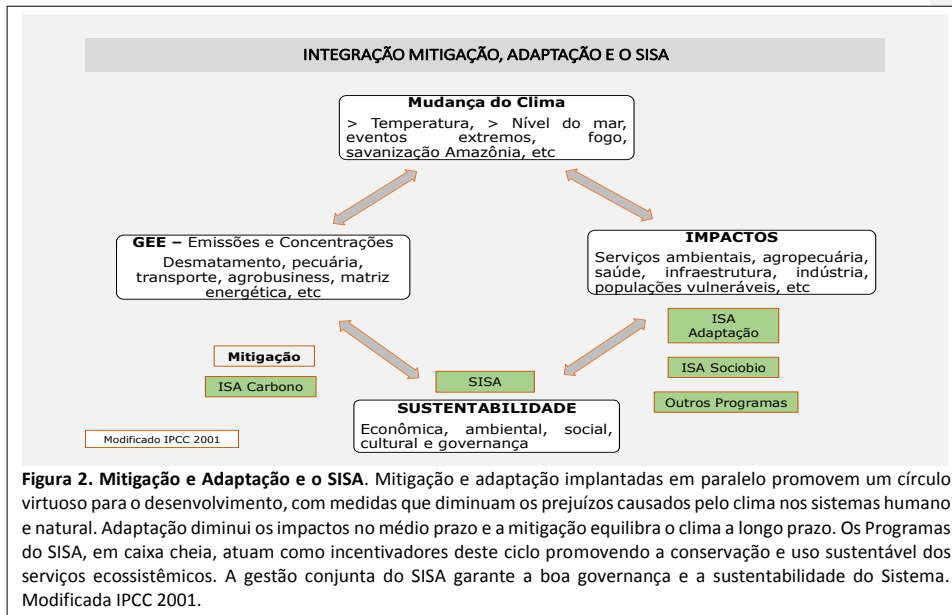 INTEGRAÇÃO MITIGAÇÃO, ADAPTAÇÃO E O SISA
Mudança do Clima
> Temperatura, > Nível do mar,
eventos extremos, fogo,
savanização Amazônia, etc
GEE – Emissões e Concentrações
Desmatamento, pecuária,
transporte, agrobusiness, matriz
energética, etc
IMPACTOS
Serviços ambientais, agropecuária,
saúde, infraestrutura, indústria,
populações vulneráveis, etc
ISA
Adaptação
Mitigação
ISA Carbono
SISA
ISA Sociobio
Outros Programas
SUSTENTABILIDADE
Econômica, ambiental, social,
cultural e governança
Modificado IPCC 2001
Figura 2. Mitigação e Adaptação e o SISA. Mitigação e adaptação implantadas em paralelo promovem um círculo
virtuoso para o desenvolvimento, com medidas que diminuam os prejuízos causados pelo clima nos sistemas humano
e natural. Adaptação diminui os impactos no médio prazo e a mitigação equilibra o clima a longo prazo. Os Programas
do SISA, em caixa cheia, atuam como incentivadores deste ciclo promovendo a conservação e uso sustentável dos
serviços ecossistêmicos. A gestão conjunta do SISA garante a boa governança e a sustentabilidade do Sistema.
Modificada IPCC 2001.